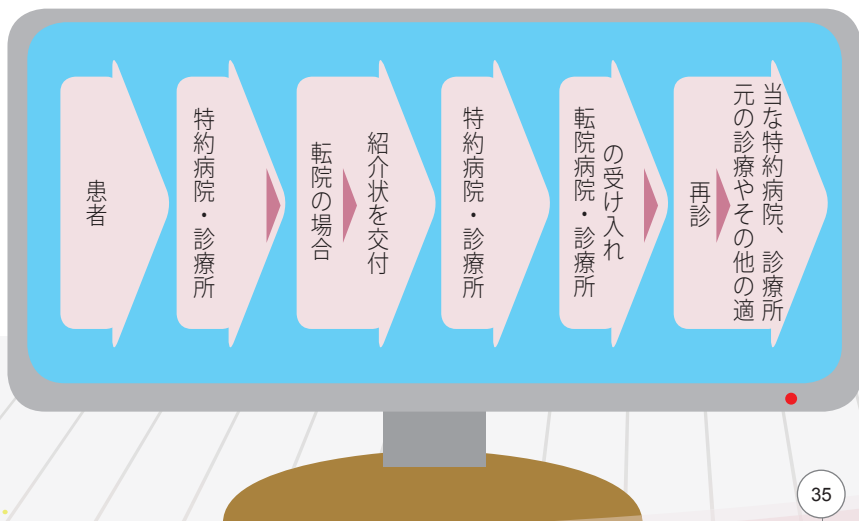 患者
特約病院・診療所
転院の場合
紹介状を交付
特約病院・診療所
転院病院・診療所
の受け入れ
再診
元の診療やその他の適
当な特約病院、診療所
35